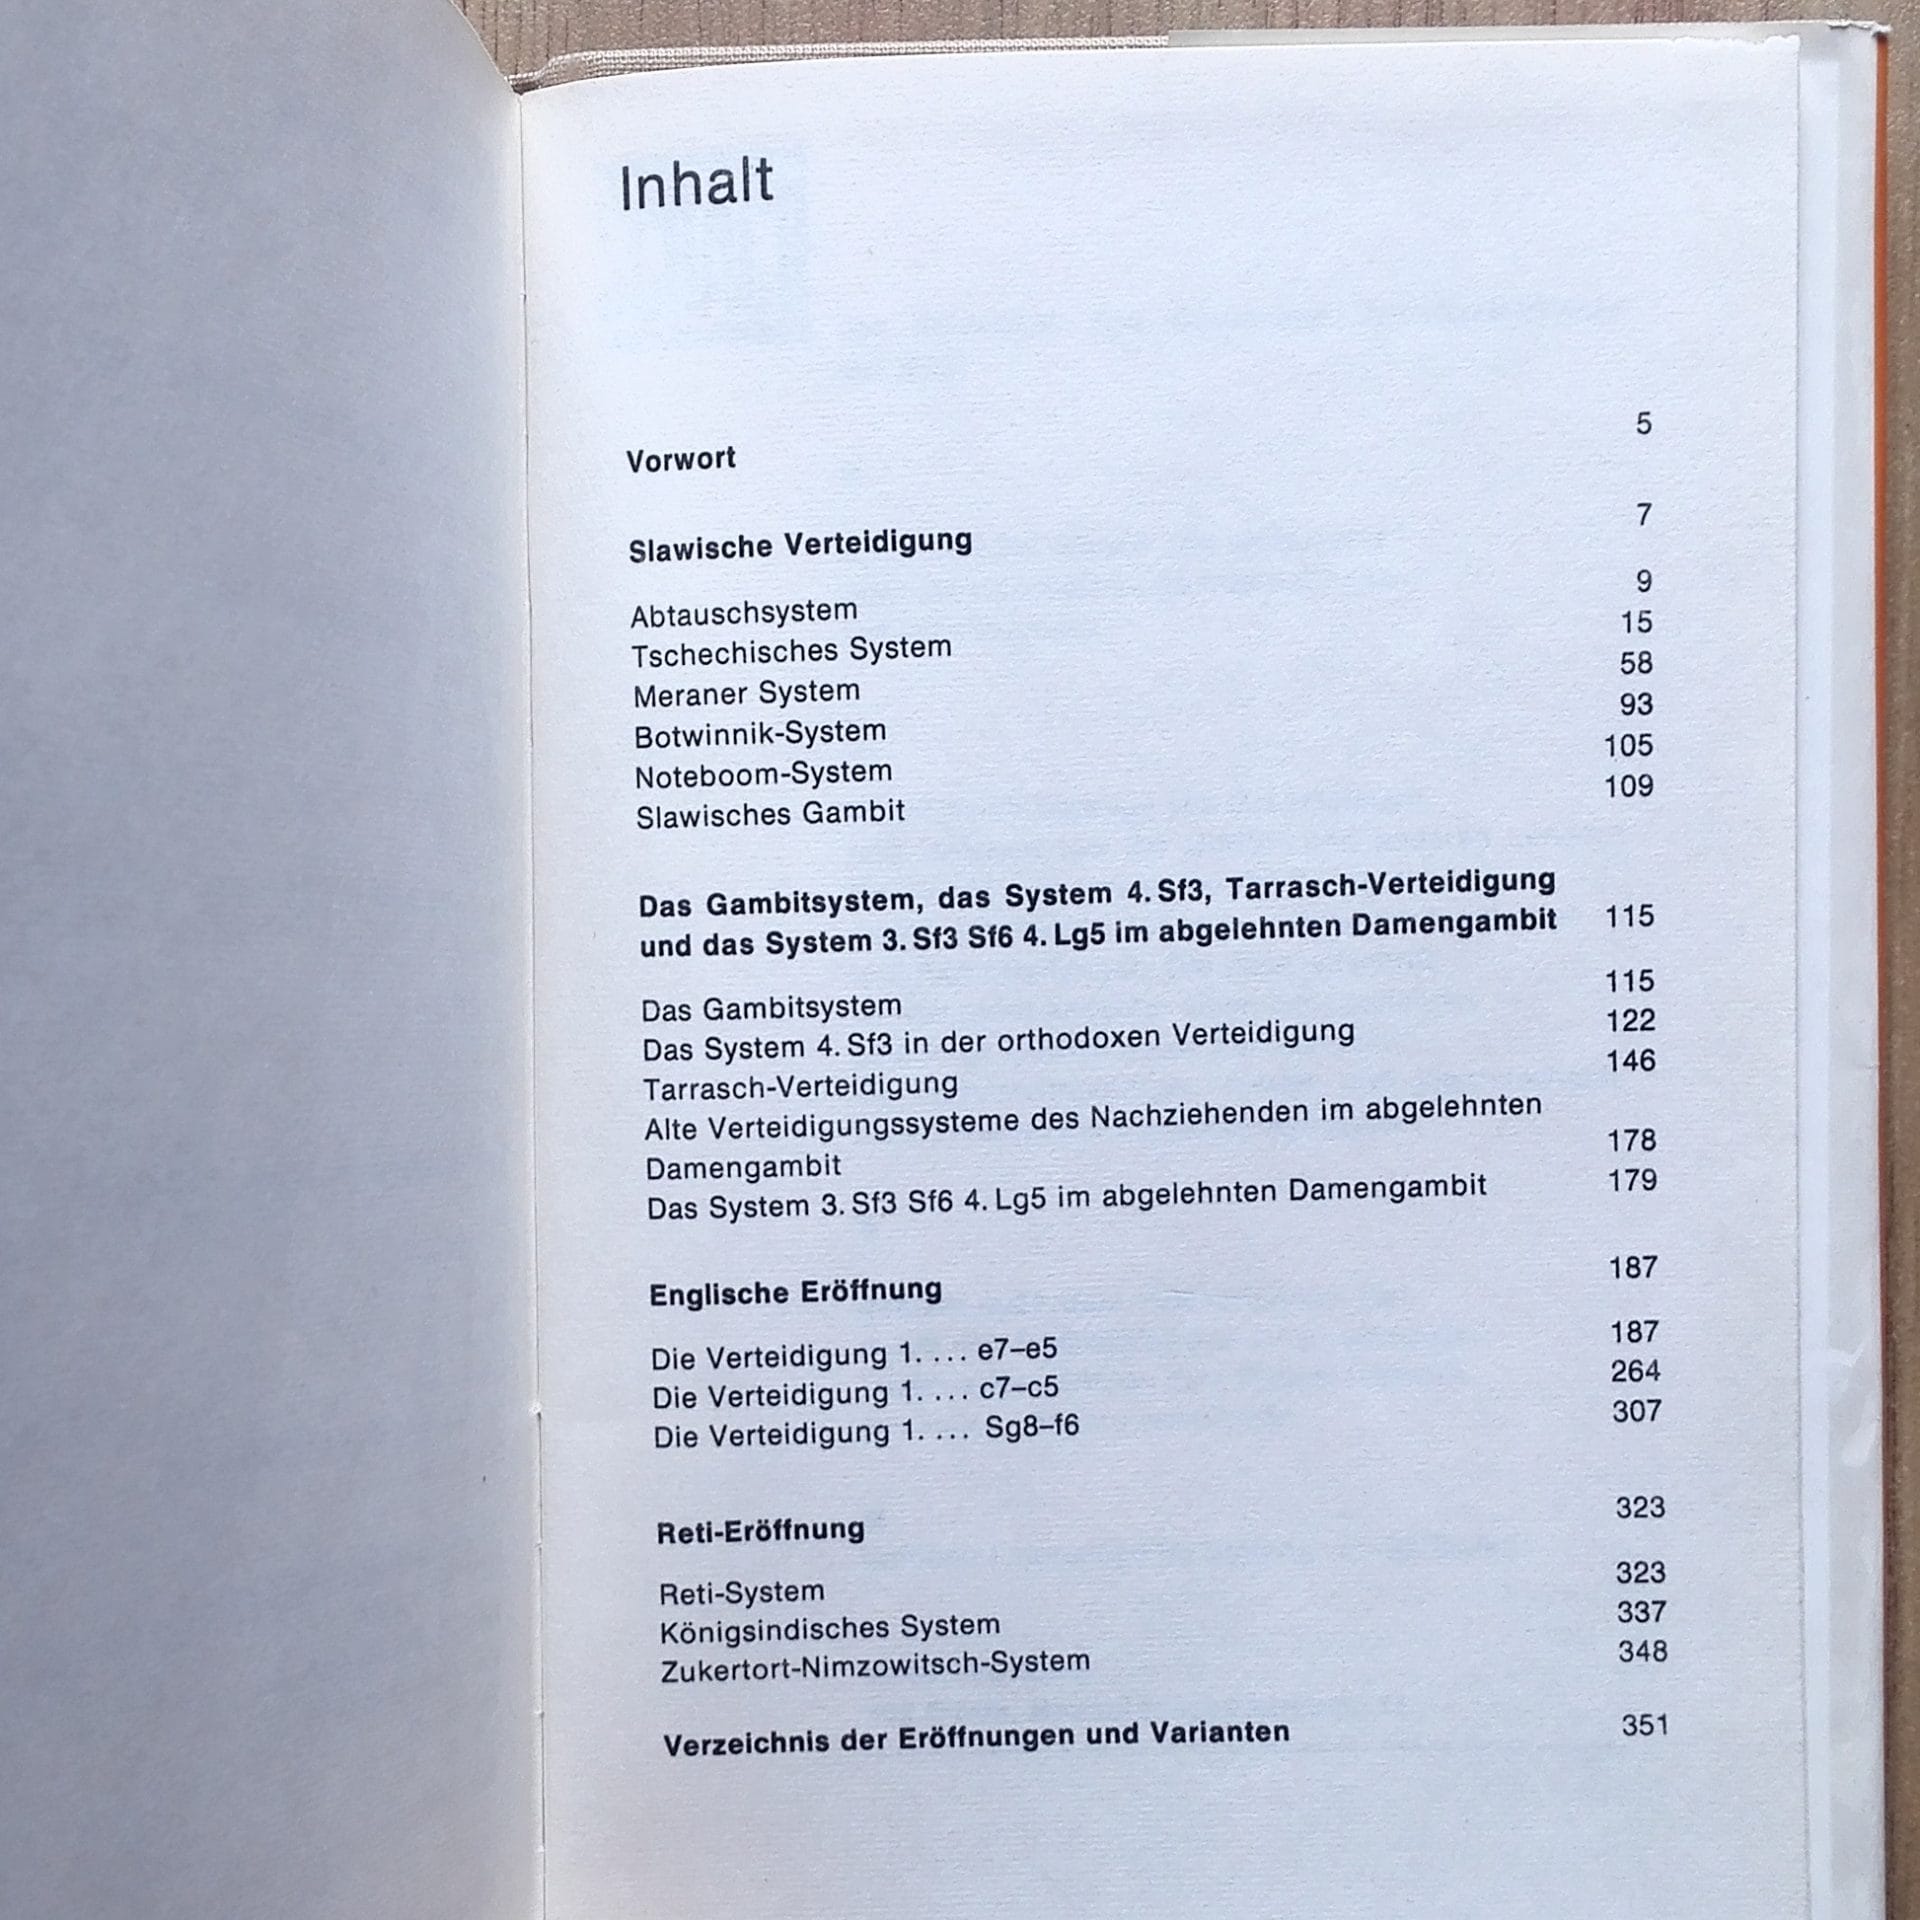 Inhalt
Vorwort 5
Slawische Verteidigung 7
Abtauschsystem 9
Tschechisches System 15
Meraner System 58
Botwinnik-System 93
Noteboom-System 105
Slawisches Gambit 109
Das Gambitsystem, das System 4. Sf3, Tarrasch-Verteidigung
und das System 3. Sf3 Sf6 4. Lg5 im abgelehnten Damengambit 115
Das Gambitsystem 115
Das System 4. Sf3 in der orthodoxen Verteidigung 122
Tarrasch-Verteidigung 146
Alte Verteidigungssysteme des Nachziehenden im abgelehnten
Damengambit 178
Das System 3. Sf3 Sf6 4. Lg5 im abgelehnten Damengambit 179
Englische Eröffnung 187
Die Verteidigung 1. ... e7–e5 187
Die Verteidigung 1. ... c7–c5 264
Die Verteidigung 1. ... Sg8–f6 307
Reti-Eröffnung 323
Reti-System 323
Königsindisches System 337
Zukertort-Nimzowitsch-System 348
Verzeichnis der Eröffnungen und Varianten 351